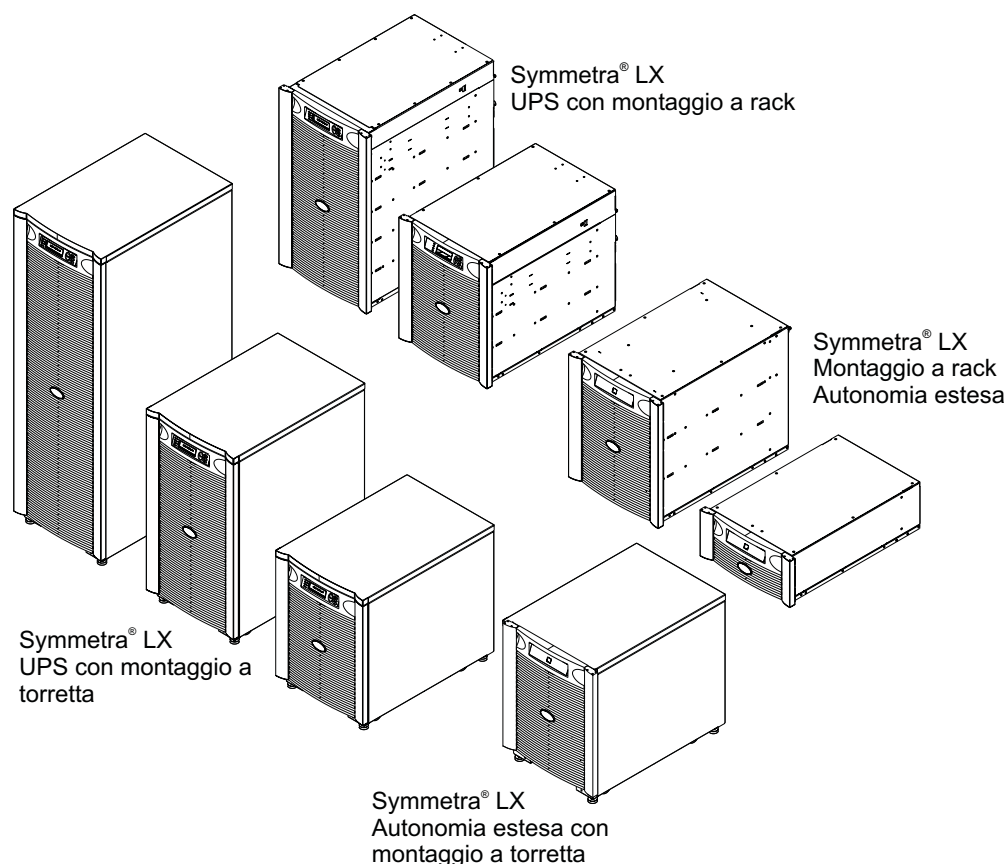 Symmetra® LX
UPS con montaggio a rack
Symmetra® LX
Montaggio a rack
Autonomia estesa
Symmetra® LX
UPS con montaggio a
torretta
Symmetra® LX
Autonomia estesa con
montaggio a torretta